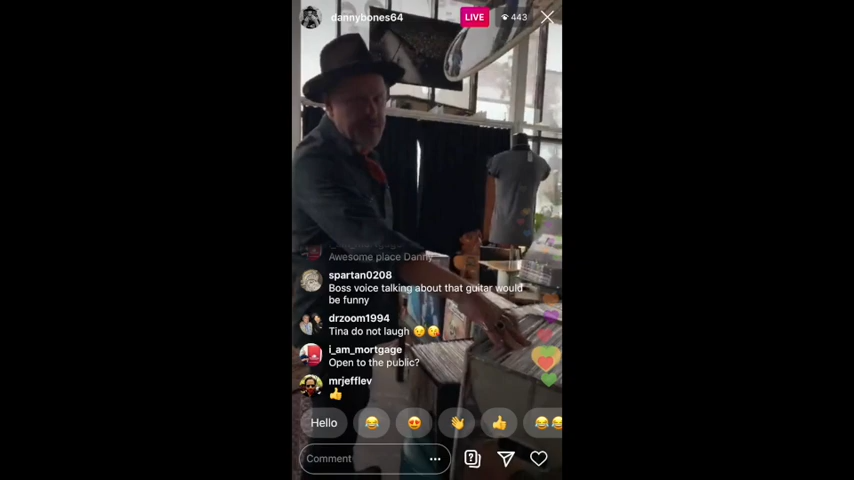 dannybones64
LIVE
443
Awesome place Danny...
spartan0208
Boss voice talking about that guitar would
be funny
drzoom1994
Tina do not laugh 😉😘
i_am_mortgage
Open to the public?
mrjefflev
👍
Hello 😂 😍 👋 👍 😂😂
Comment